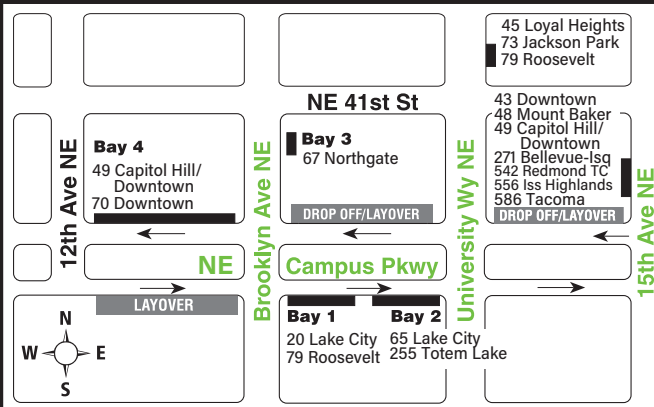 45 Loyal Heights
73 Jackson Park
79 Roosevelt
NE 41st St
43 Downtown
48 Mount Baker
49 Capitol Hill/
Downtown
271 Bellevue-Isq
542 Redmond TC
556 Iss Highlands
586 Tacoma
DROP OFF/LAYOVER
12th Ave NE
Bay 4
49 Capitol Hill/
Downtown
70 Downtown
Brooklyn Ave NE
Bay 3
67 Northgate
DROP OFF/LAYOVER
University Wy NE
15th Ave NE
NE Campus Pkwy
LAYOVER
N
W E
S
Bay 1
20 Lake City
79 Roosevelt
Bay 2
65 Lake City
255 Totem Lake